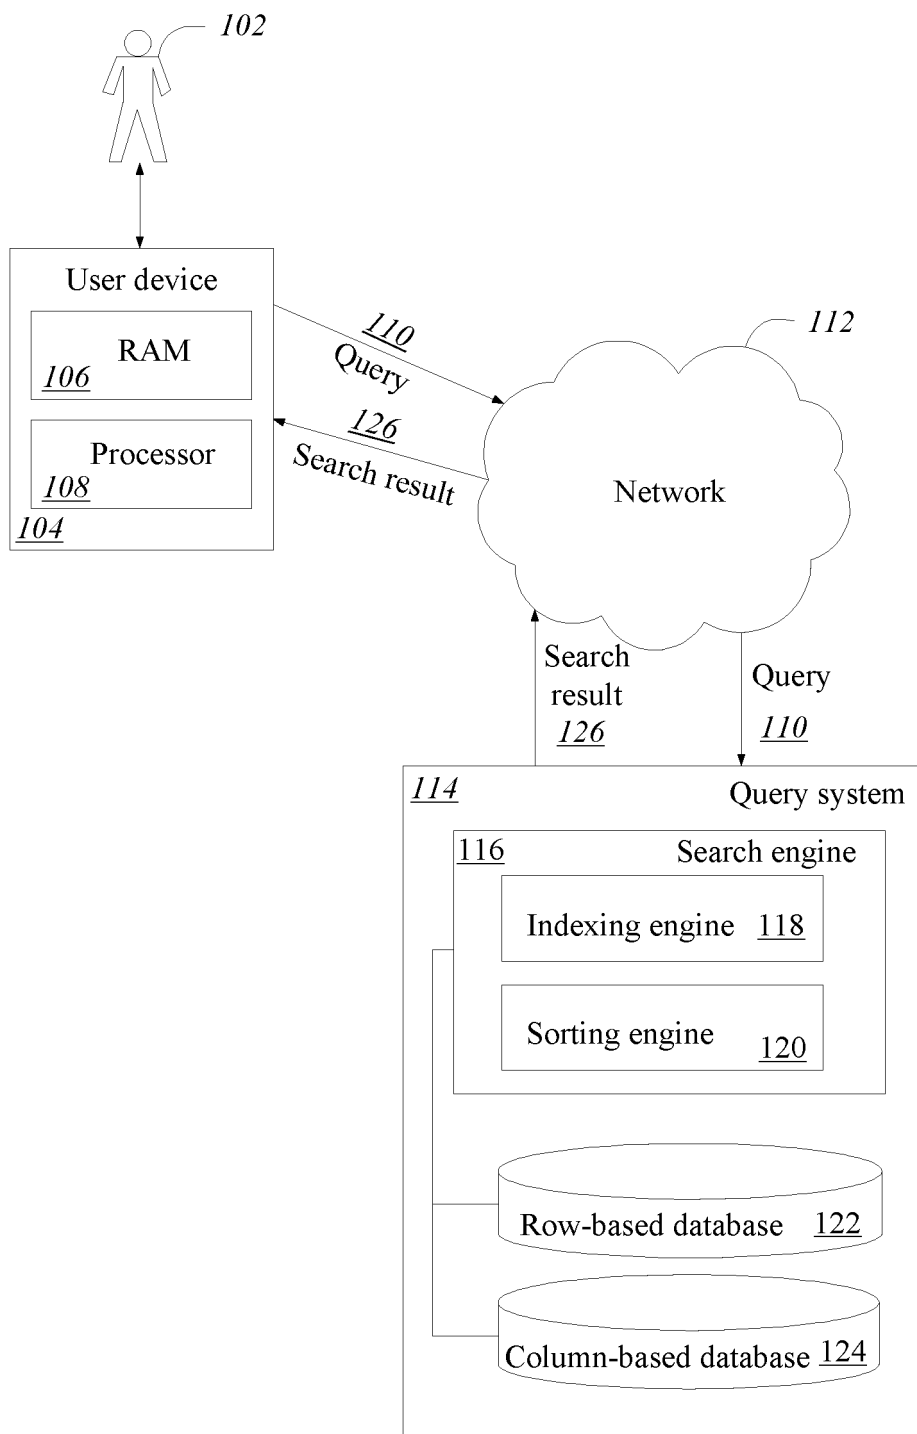 102
User device
RAM
106
Processor
108
104
110
Query
126
Search result
112
Network
Search
result
126
Query
110
114
Query system
116
Search engine
Indexing engine 118
Sorting engine 120
Row-based database 122
Column-based database 124